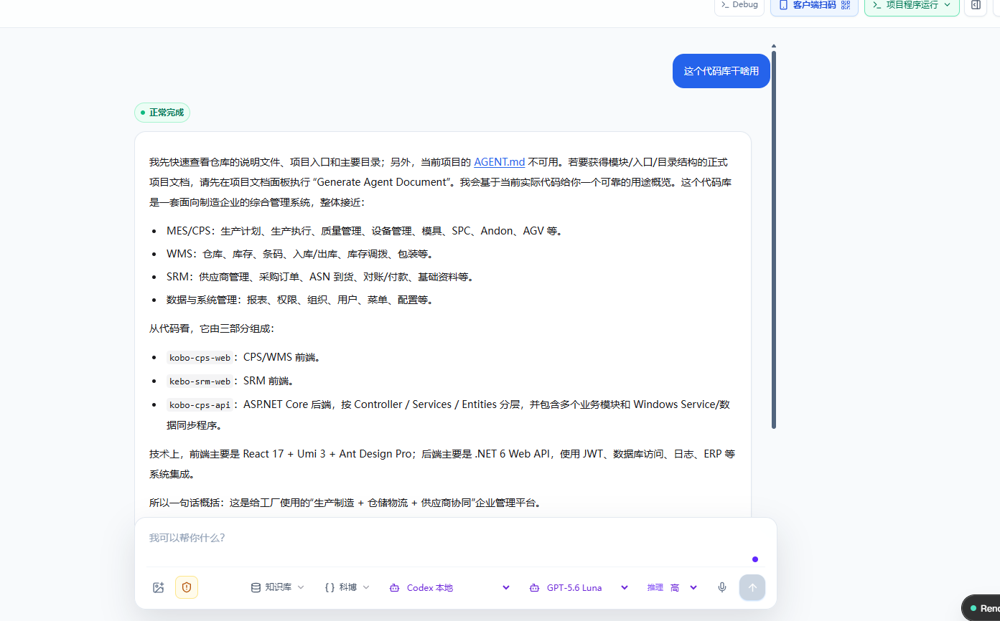 >_ Debug
客户端扫码
>_ 项目程序运行
这个代码库干啥用
正常完成
我先快速查看仓库的说明文件、项目入口和主要目录；另外，当前项目的 AGENT.md 不可用。若要获得模块/入口/目录结构的正式
项目文档，请先在项目文档面板执行 “Generate Agent Document”。我会基于当前实际代码给你一个可靠的用途概览。这个代码库
是一套面向制造企业的综合管理系统，整体接近：
• MES/CPS：生产计划、生产执行、质量管理、设备管理、模具、SPC、Andon、AGV 等。
• WMS：仓库、库存、条码、入库/出库、库存调拨、包装等。
• SRM：供应商管理、采购订单、ASN 到货、对账/付款、基础资料等。
• 数据与系统管理：报表、权限、组织、用户、菜单、配置等。
从代码看，它由三部分组成：
• kobo-cps-web：CPS/WMS 前端。
• kebo-srm-web：SRM 前端。
• kobo-cps-api：ASP.NET Core 后端，按 Controller / Services / Entities 分层，并包含多个业务模块和 Windows Service/数
据同步程序。
技术上，前端主要是 React 17 + Umi 3 + Ant Design Pro；后端主要是 .NET 6 Web API，使用 JWT、数据库访问、日志、ERP 等
系统集成。
所以一句话概括：这是给工厂使用的“生产制造 + 仓储物流 + 供应商协同”企业管理平台。
我可以帮你什么？
知识库
{} 科博
Codex 本地
GPT-5.6 Luna
推理 高